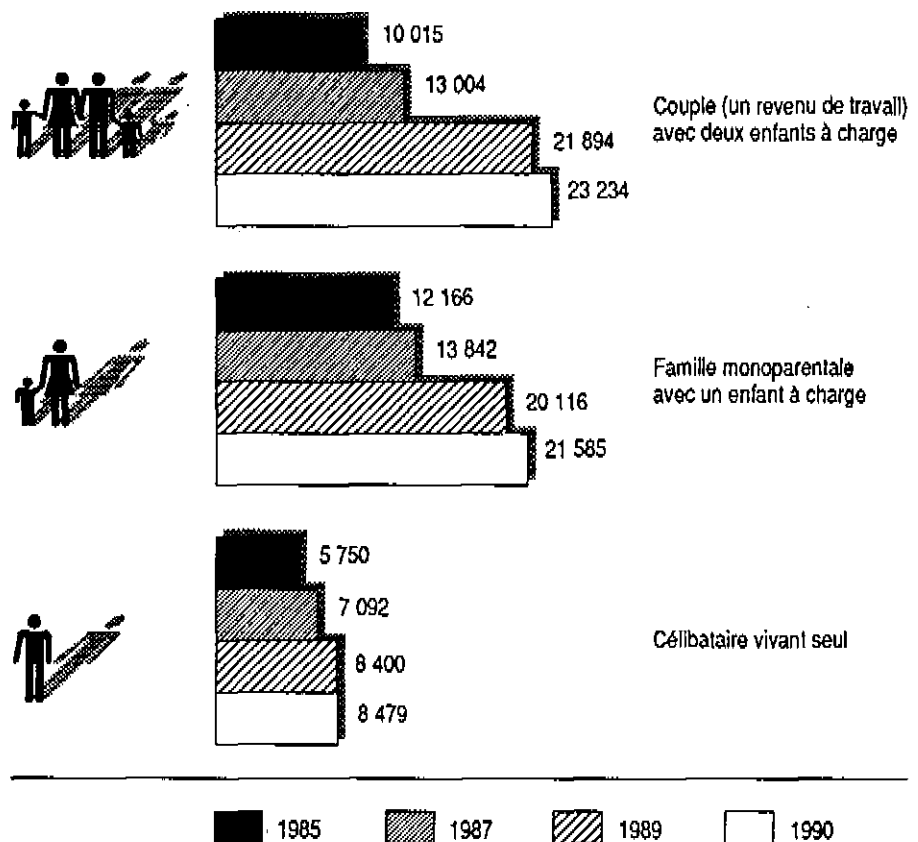 10 015
13 004
21 894
23 234
Couple (un revenu de travail)
avec deux enfants à charge
12 166
13 842
20 116
21 585
Famille monoparentale
avec un enfant à charge
5 750
7 092
8 400
8 479
Célibataire vivant seul
1985 1987 1989 1990